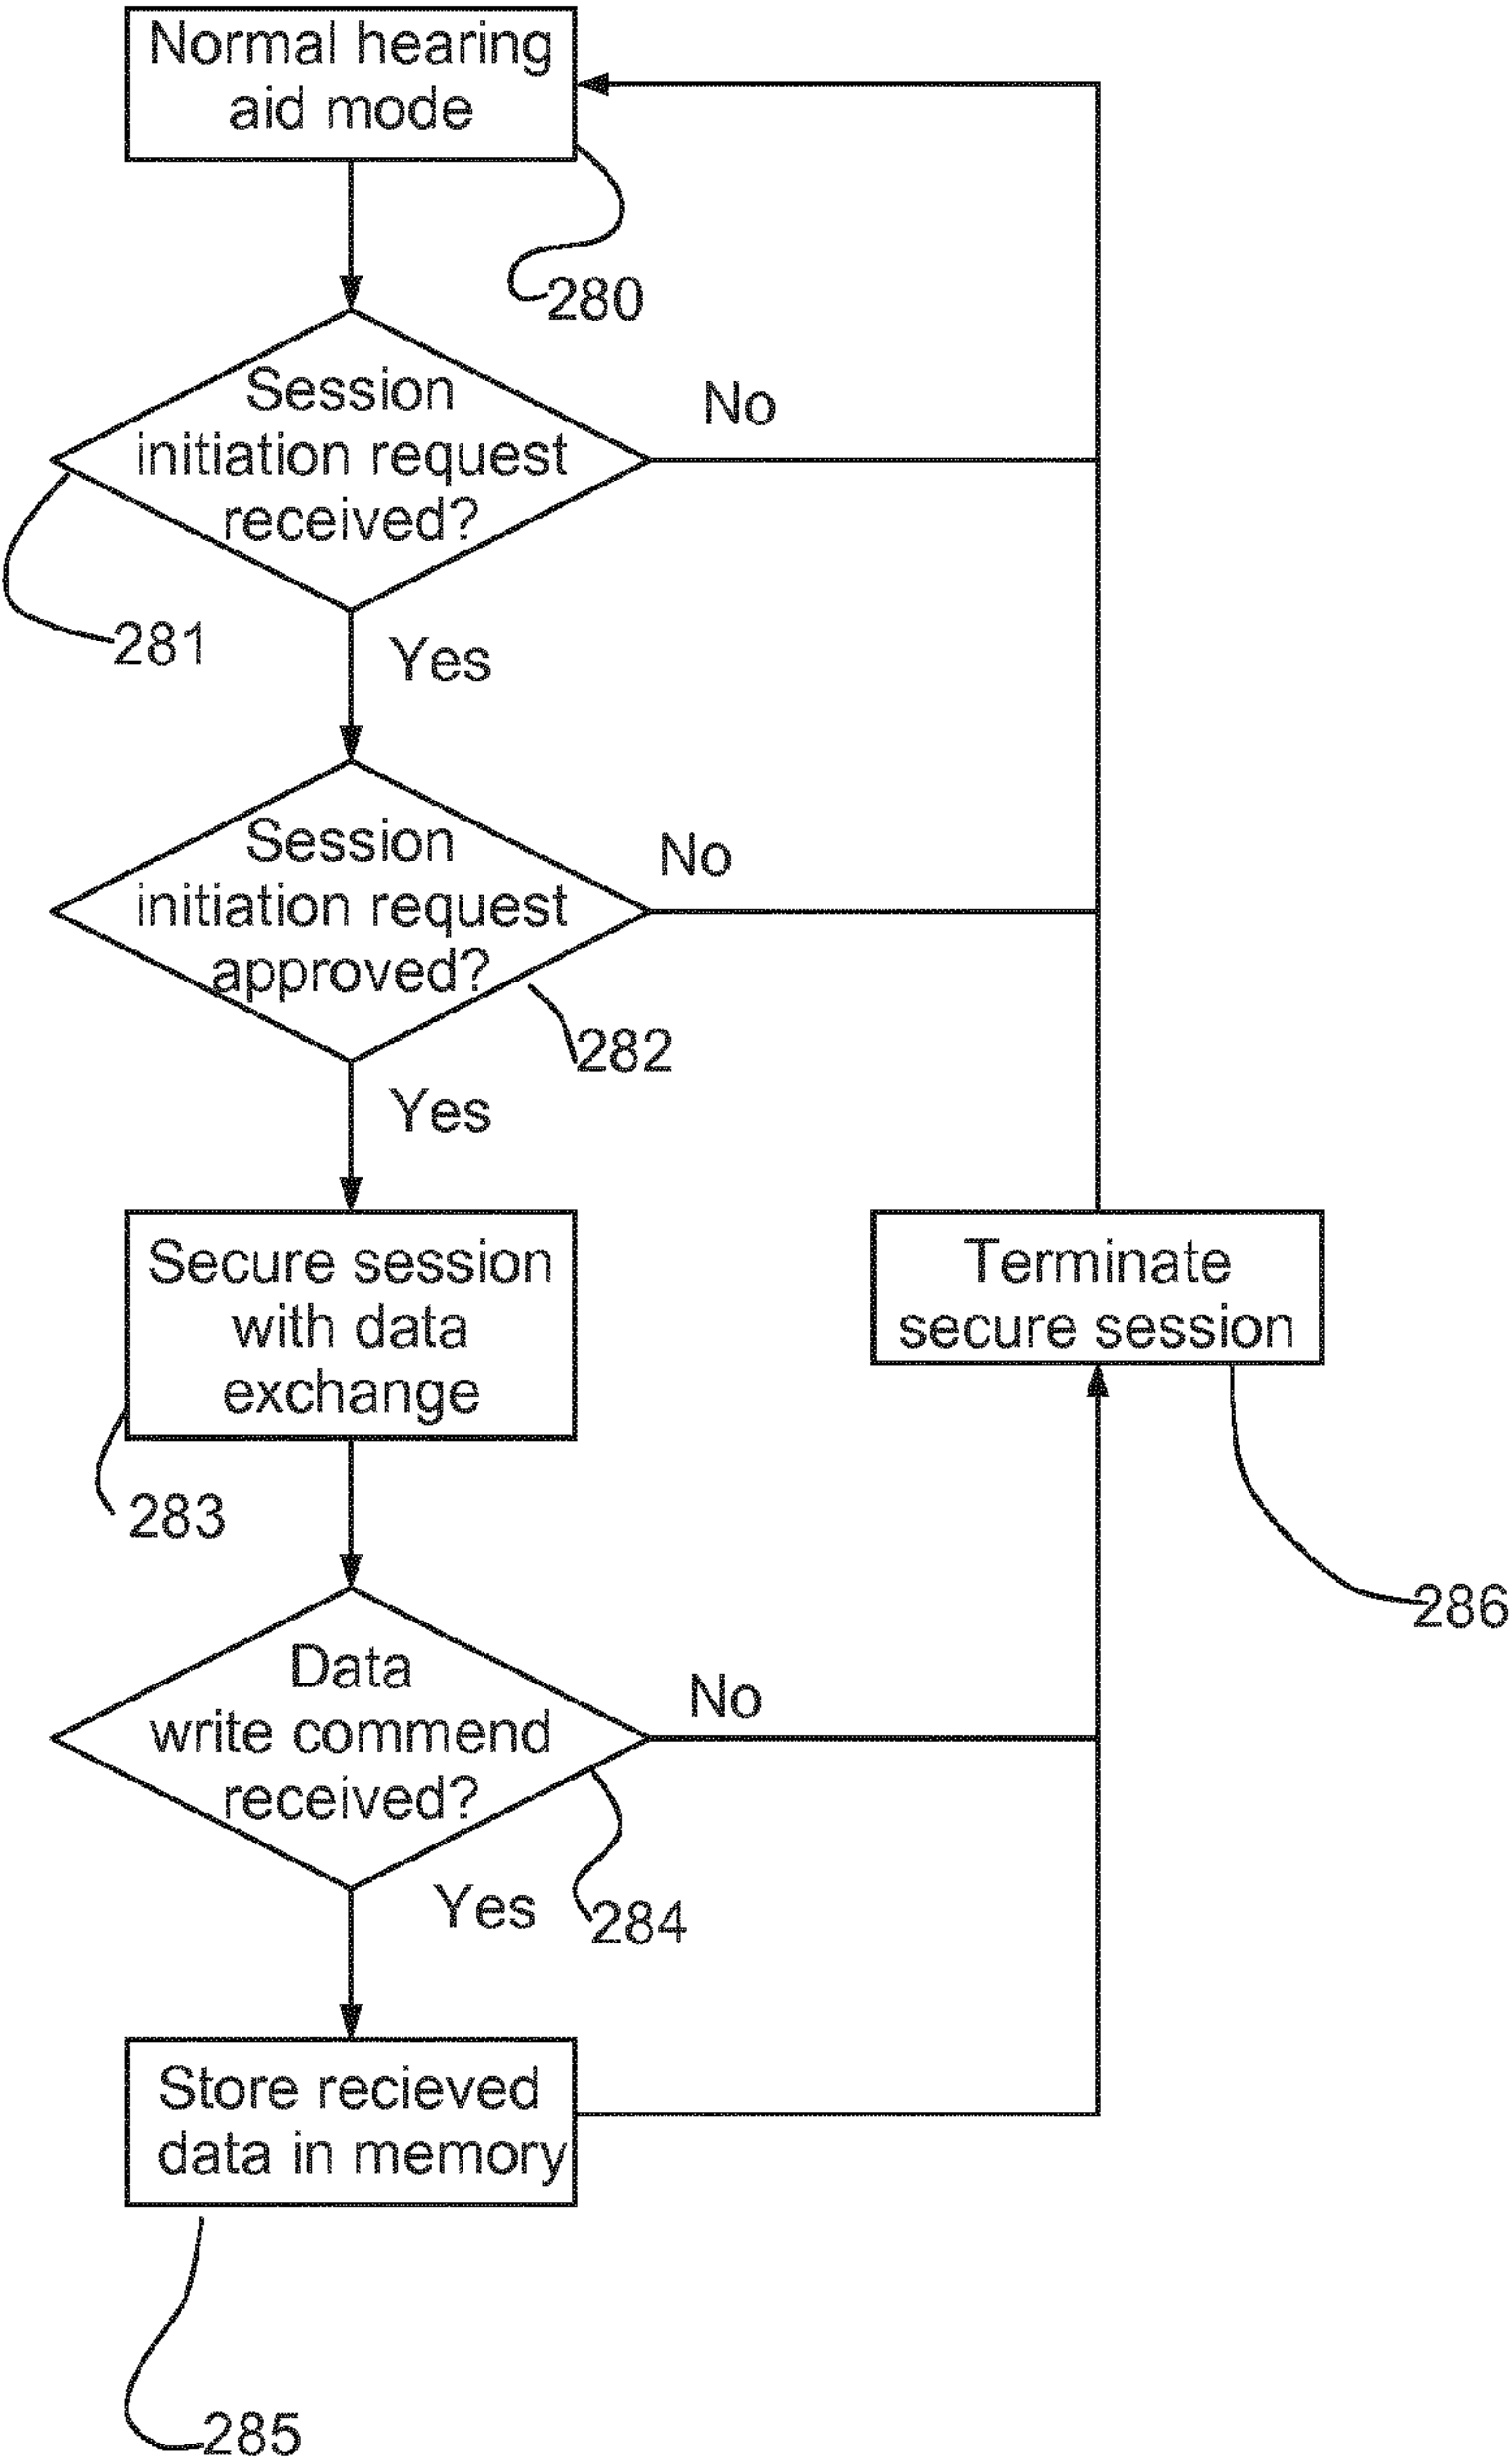 Normal hearing
aid mode
280
Session
initiation request
received?
No
281
Yes
Session
initiation request
approved?
No
282
Yes
Secure session
with data
exchange
283
Terminate
secure session
286
Data
write commend
received?
No
284
Yes
Store recieved
data in memory
285